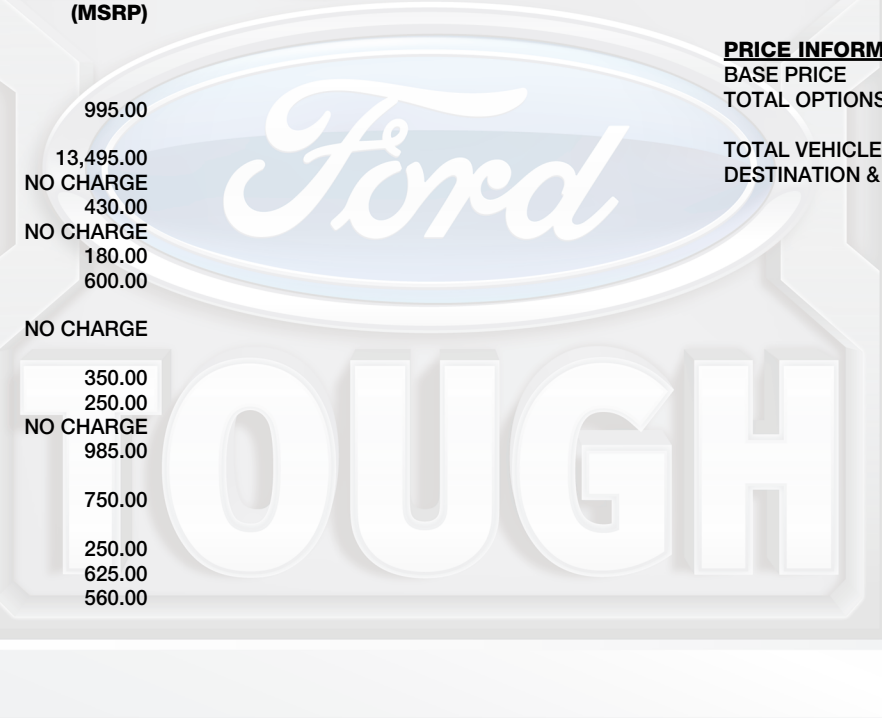 (MSRP)
995.00
13,495.00
NO CHARGE
430.00
NO CHARGE
180.00
600.00
NO CHARGE
350.00
250.00
NO CHARGE
985.00
750.00
250.00
625.00
560.00
PRICE INFORM
BASE PRICE
TOTAL OPTIONS
TOTAL VEHICLE
DESTINATION &
Ford
TOUGH